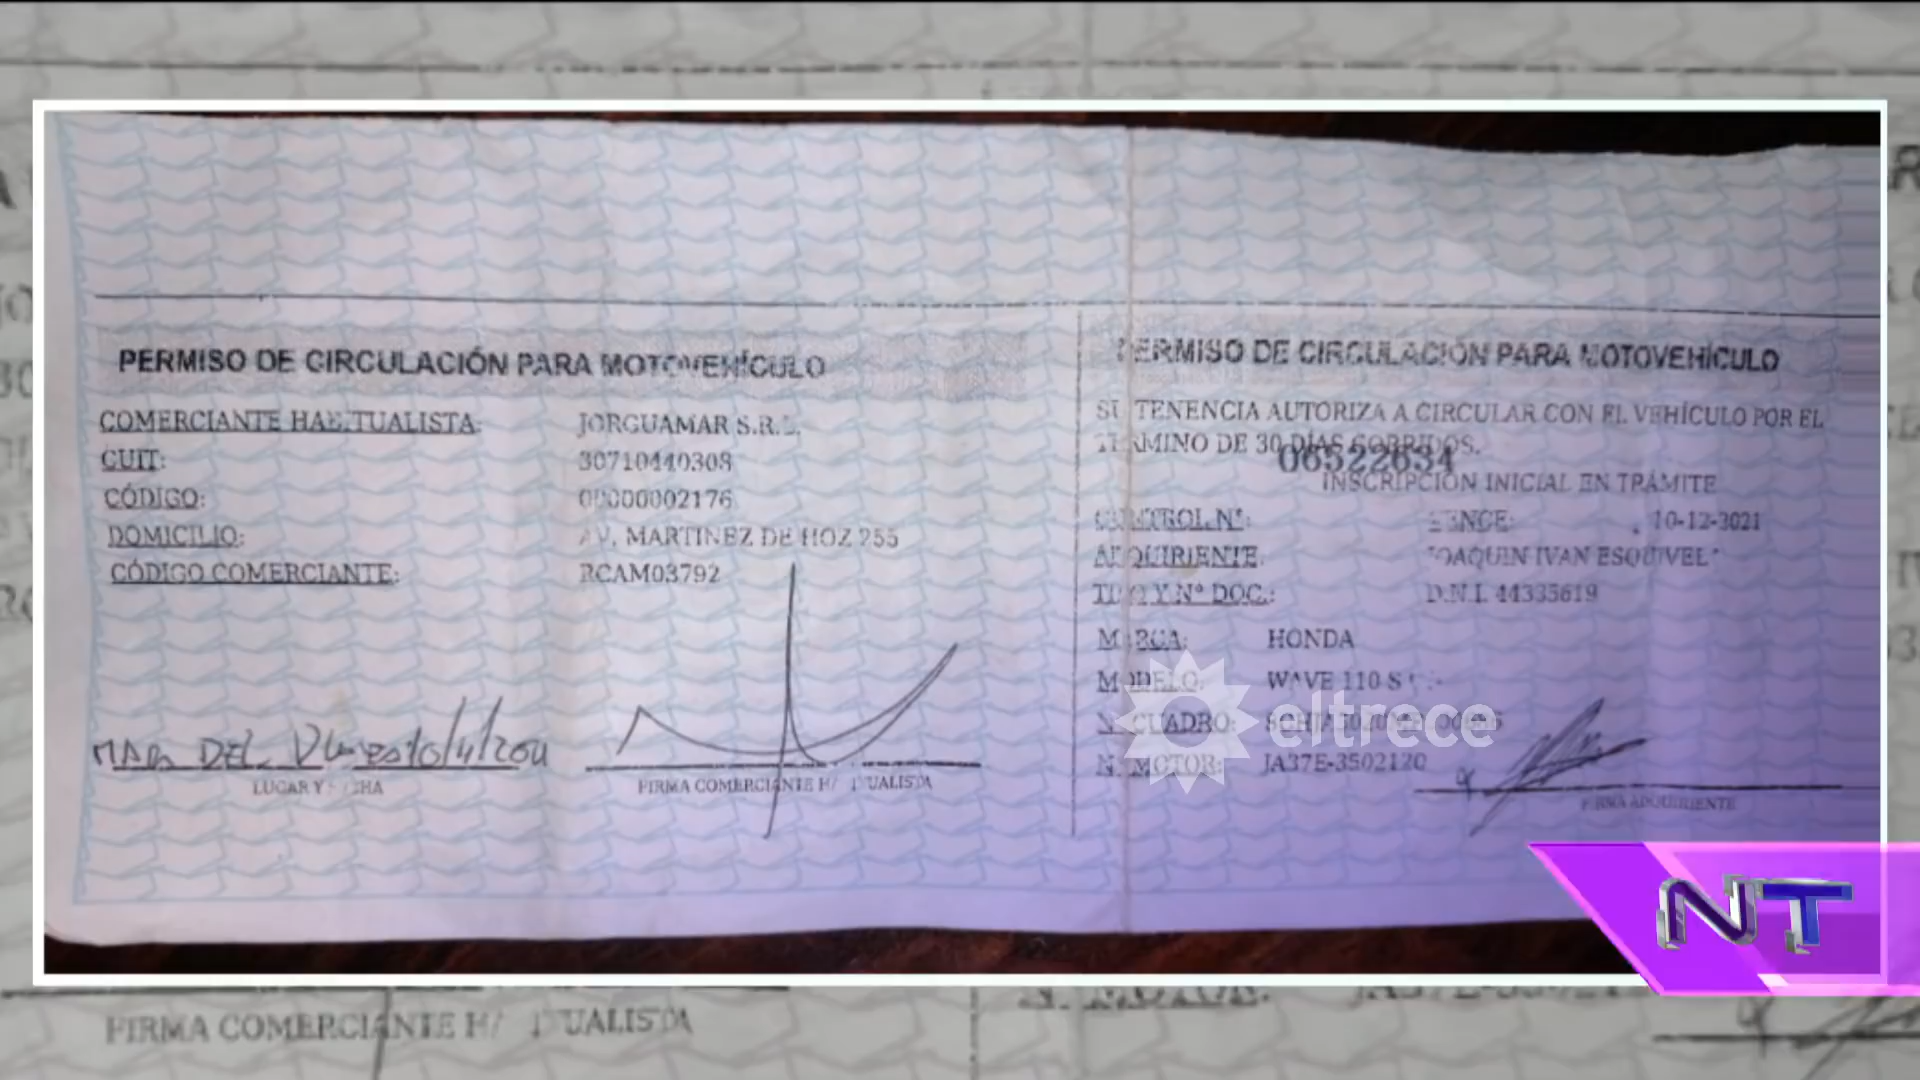 PERMISO DE CIRCULACIÓN PARA MOTOVEHÍCULO
COMERCIANTE HABITUALISTA: JORGUAMAR S.R.L.
CUIT: 30710440308
CÓDIGO: 00000002176
DOMICILIO: AV. MARTINEZ DE HOZ 255
CÓDIGO COMERCIANTE: RCAM03792
MAR DEL
LUGAR Y FECHA
FIRMA COMERCIANTE HABITUALISTA
PERMISO DE CIRCULACIÓN PARA MOTOVEHÍCULO
SU TENENCIA AUTORIZA A CIRCULAR CON EL VEHÍCULO POR EL
TERMINO DE 30 DÍAS CORRIDOS.
06522634
INSCRIPCIÓN INICIAL EN TRÁMITE
CONTROL Nº: VENCE: 10-12-3021
ADQUIRIENTE: "JOAQUIN IVAN ESQUIVEL"
TIPO Y Nº DOC.: D.N.I. 44335619
MARCA: HONDA
MODELO: WAVE 110 S
Nº CUADRO:
Nº MOTOR: JA37E-3502120
FIRMA ADQUIRIENTE
eltrece
NT
FIRMA COMERCIANTE